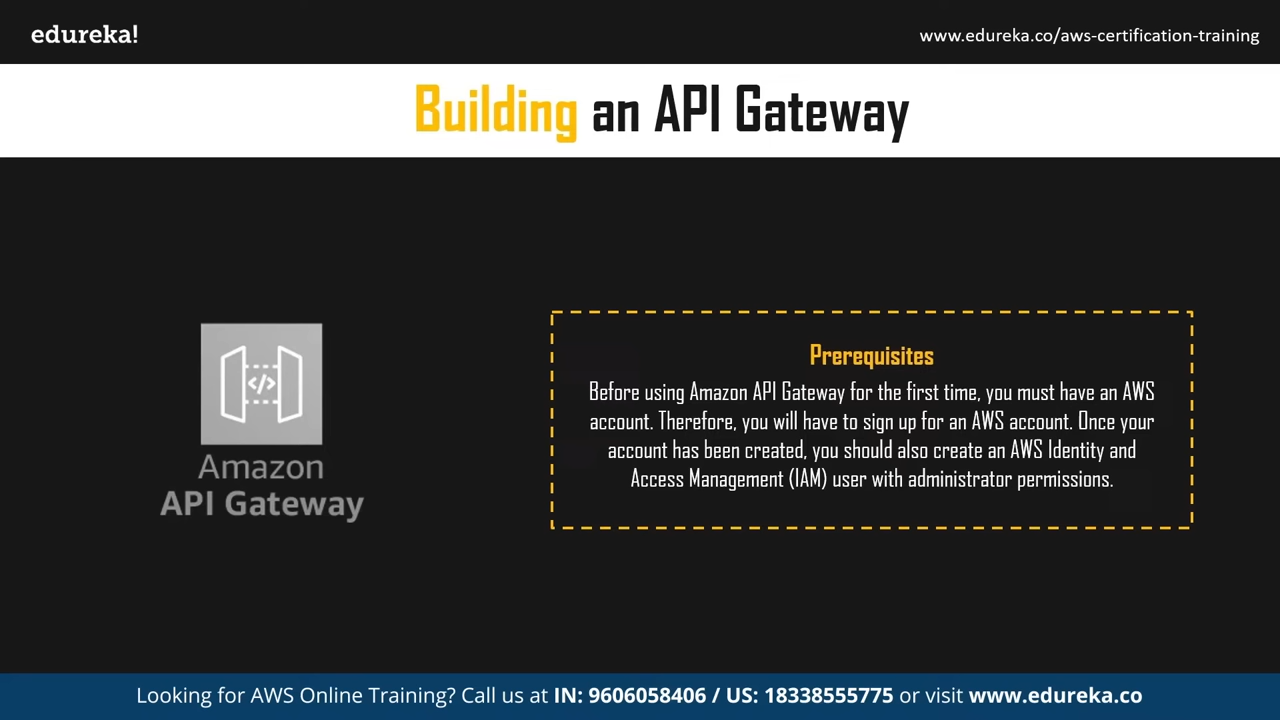 edureka!
www.edureka.co/aws-certification-training
Building an API Gateway
</>
Amazon
API Gateway
Prerequisites
Before using Amazon API Gateway for the first time, you must have an AWS
account. Therefore, you will have to sign up for an AWS account. Once your
account has been created, you should also create an AWS Identity and
Access Management (IAM) user with administrator permissions.
Looking for AWS Online Training? Call us at IN: 9606058406 / US: 18338555775 or visit www.edureka.co